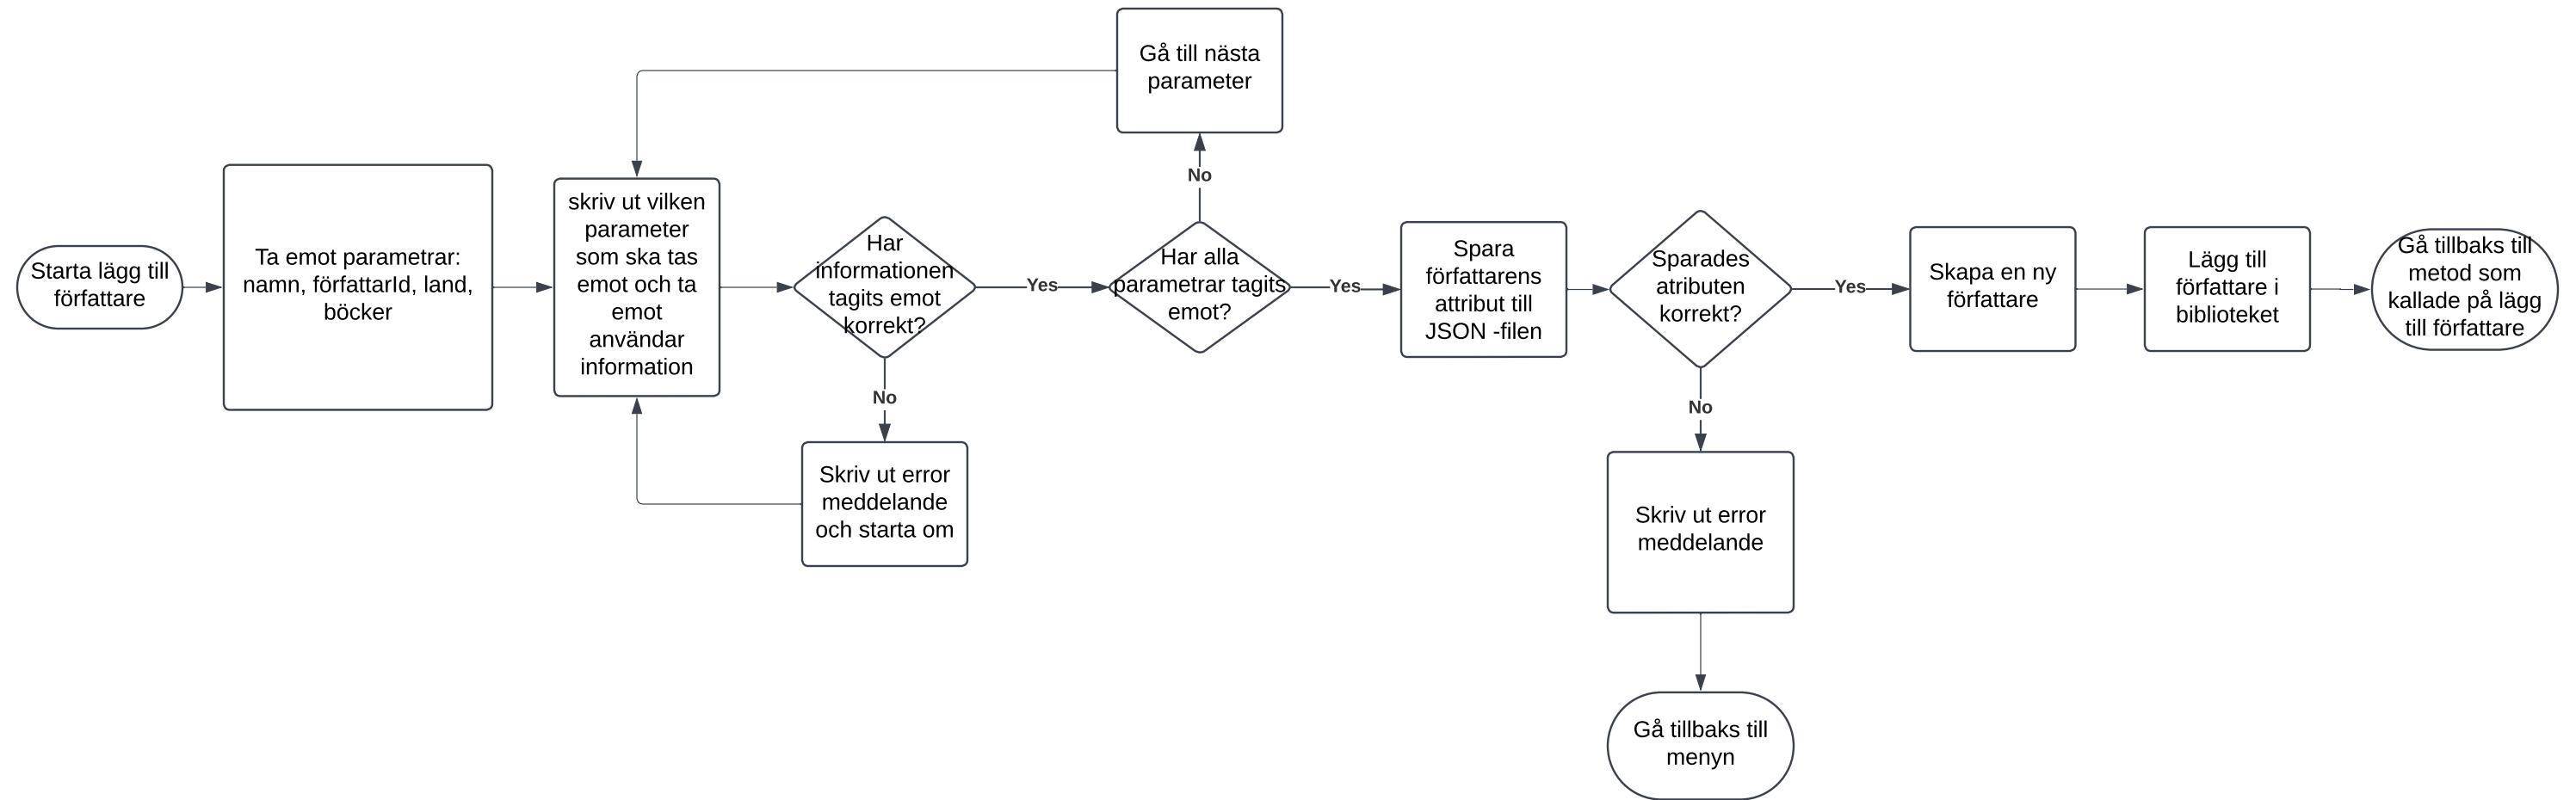 Starta lägg till
författare
Ta emot parametrar:
namn, författarId, land,
böcker
skriv ut vilken
parameter
som ska tas
emot och ta
emot
användar
information
Har
informationen
tagits emot
korrekt?
No
Skriv ut error
meddelande
och starta om
Yes
Har alla
parametrar tagits
emot?
No
Gå till nästa
parameter
Yes
Spara
författarens
attribut till
JSON -filen
Sparades
atributen
korrekt?
No
Skriv ut error
meddelande
Gå tillbaks till
menyn
Yes
Skapa en ny
författare
Lägg till
författare i
biblioteket
Gå tillbaks till
metod som
kallade på lägg
till författare